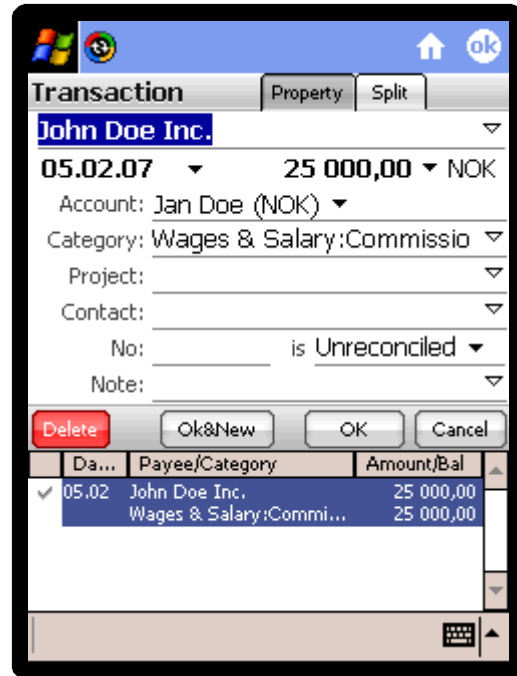 ok
Transaction Property Split
John Doe Inc.
05.02.07 25 000,00 NOK
Account: Jan Doe (NOK)
Category: Wages & Salary:Commissio
Project:
Contact:
No: is Unreconciled
Note:
Delete Ok&New OK Cancel
Da... Payee/Category Amount/Bal
05.02 John Doe Inc. 25 000,00
Wages & Salary:Commi... 25 000,00